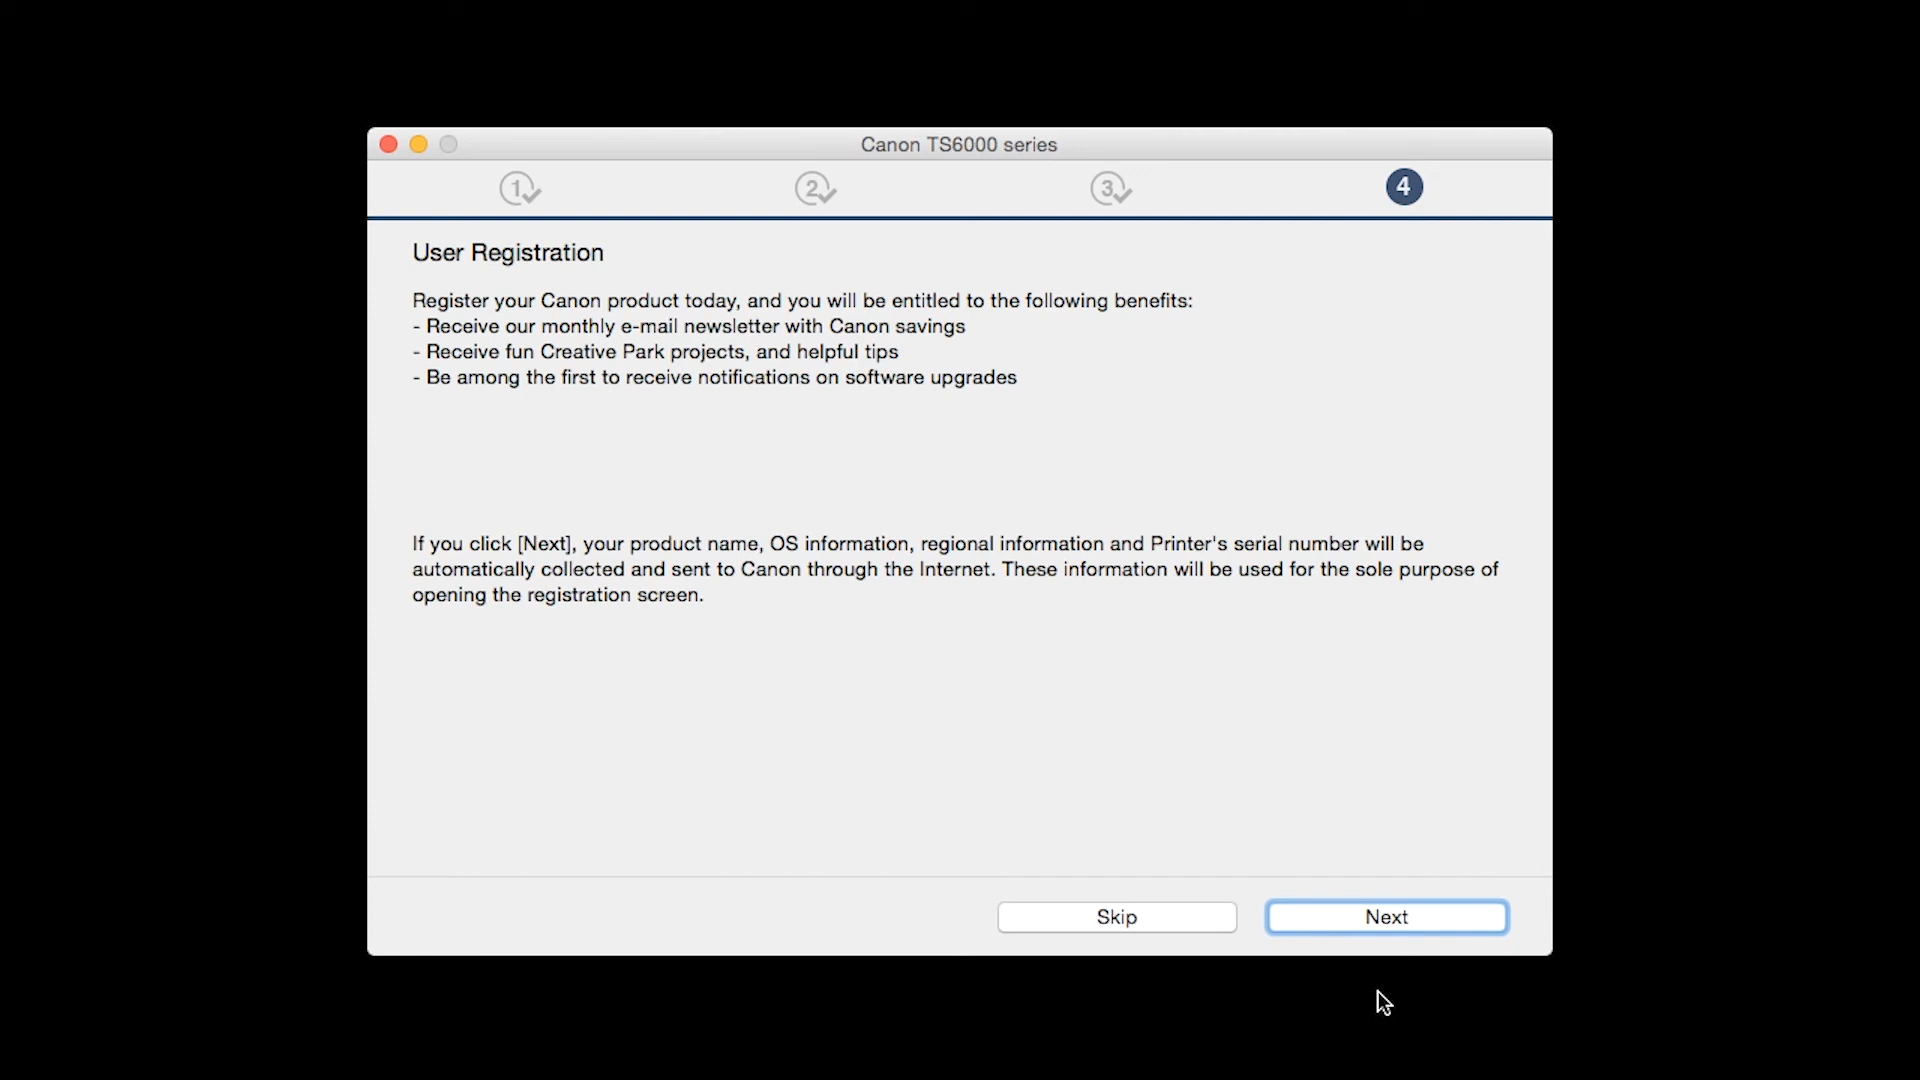 Canon TS6000 series
1 2 3 4
User Registration
Register your Canon product today, and you will be entitled to the following benefits:
- Receive our monthly e-mail newsletter with Canon savings
- Receive fun Creative Park projects, and helpful tips
- Be among the first to receive notifications on software upgrades
If you click [Next], your product name, OS information, regional information and Printer's serial number will be
automatically collected and sent to Canon through the Internet. These information will be used for the sole purpose of
opening the registration screen.
Skip Next